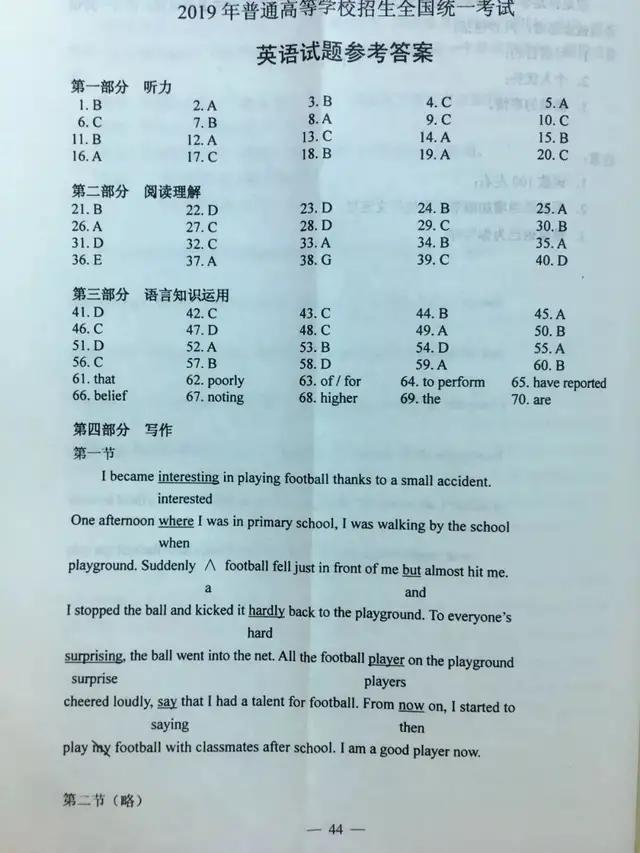 2019年普通高等学校招生全国统一考试
英语试题参考答案
第一部分 听力
1. B 2. A 3. B 4. C 5. A
6. C 7. B 8. A 9. C 10. C
11. B 12. A 13. C 14. A 15. B
16. A 17. C 18. B 19. A 20. C
第二部分 阅读理解
21. B 22. D 23. D 24. B 25. A
26. A 27. C 28. D 29. C 30. B
31. D 32. C 33. A 34. B 35. A
36. E 37. A 38. G 39. C 40. D
第三部分 语言知识运用
41. D 42. C 43. C 44. B 45. A
46. C 47. D 48. C 49. A 50. B
51. D 52. A 53. B 54. D 55. A
56. C 57. B 58. D 59. A 60. B
61. that 62. poorly 63. of / for 64. to perform 65. have reported
66. belief 67. noting 68. higher 69. the 70. are
第四部分 写作
第一节
I became interesting in playing football thanks to a small accident.
interested
One afternoon where I was in primary school, I was walking by the school
when
playground. Suddenly ∧ football fell just in front of me but almost hit me.
a and
I stopped the ball and kicked it hardly back to the playground. To everyone's
hard
surprising, the ball went into the net. All the football player on the playground
surprise players
cheered loudly, say that I had a talent for football. From now on, I started to
saying then
play my football with classmates after school. I am a good player now.
第二节（略）
— 44 —